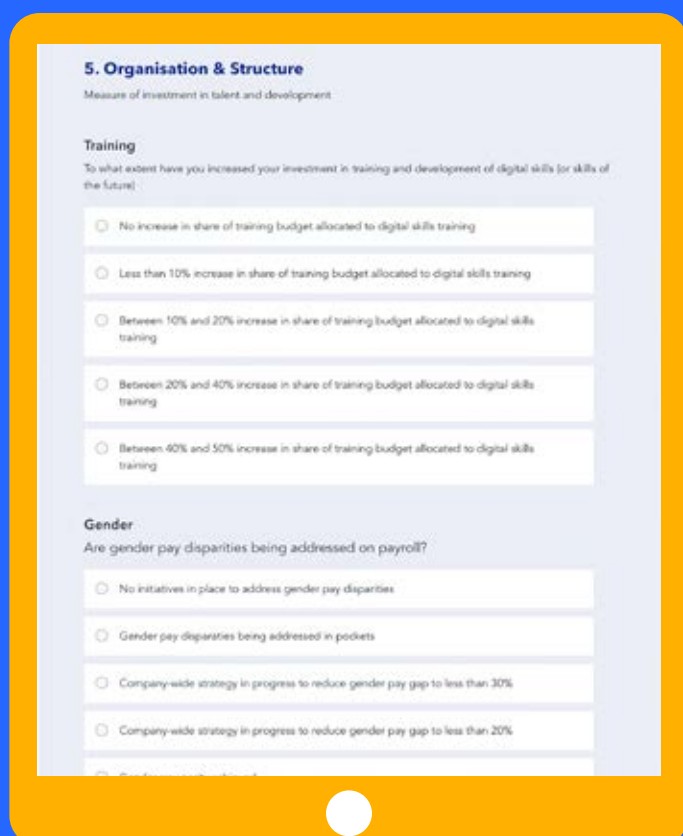 5. Organisation & Structure
Measure of investment in talent and development
Training
To what extent have you increased your investment in training and development of digital skills (or skills of
the future)
No increase in share of training budget allocated to digital skills training
Less than 10% increase in share of training budget allocated to digital skills training
Between 10% and 20% increase in share of training budget allocated to digital skills
training
Between 20% and 40% increase in share of training budget allocated to digital skills
training
Between 40% and 50% increase in share of training budget allocated to digital skills
training
Gender
Are gender pay disparities being addressed on payroll?
No initiatives in place to address gender pay disparities
Gender pay disparities being addressed in pockets
Company-wide strategy in progress to reduce gender pay gap to less than 30%
Company-wide strategy in progress to reduce gender pay gap to less than 20%